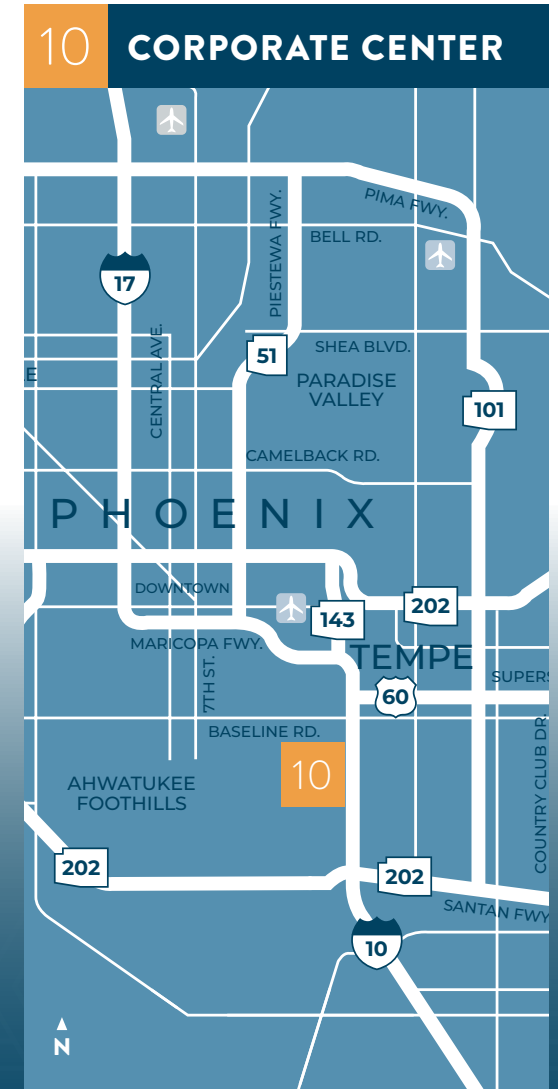 10 CORPORATE CENTER
PIMA FWY.
PIESTEWA FWY.
BELL RD.
17
CENTRAL AVE.
51
SHEA BLVD.
E
PARADISE
VALLEY
101
CAMELBACK RD.
PHOENIX
DOWNTOWN
202
143
MARICOPA FWY.
TEMPE
7TH ST.
SUPERS
60
BASELINE RD.
COUNTRY CLUB DR.
10
AHWATUKEE
FOOTHILLS
202
202
SANTAN FWY
10
N